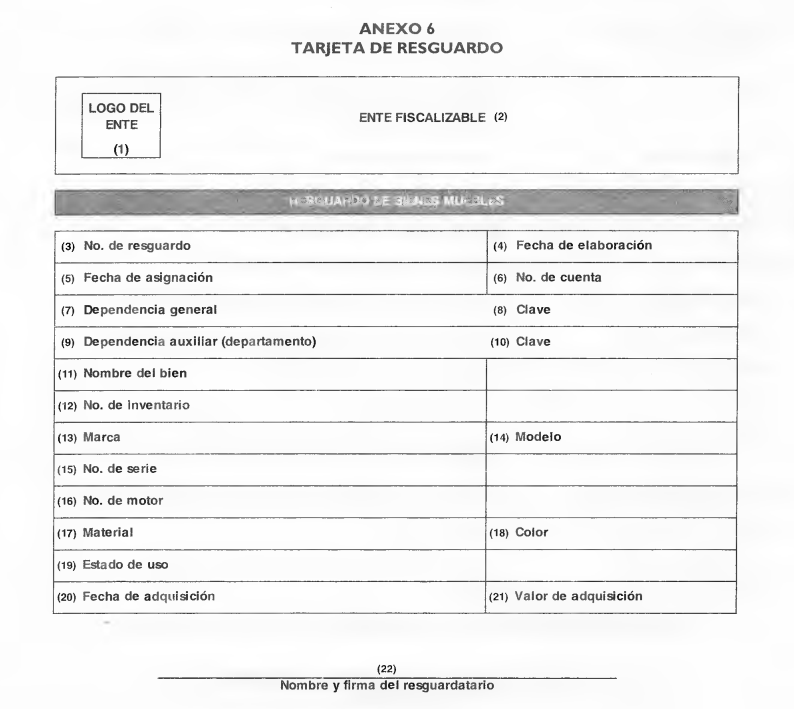 ANEXO 6
TARJETA DE RESGUARDO
LOGO DEL
ENTE
(1)
ENTE FISCALIZABLE (2)
RESGUARDO DE BIENES MUEBLES
(3) No. de resguardo
(4) Fecha de elaboración
(5) Fecha de asignación
(6) No. de cuenta
(7) Dependencia general
(8) Clave
(9) Dependencia auxiliar (departamento)
(10) Clave
(11) Nombre del bien
(12) No. de inventario
(13) Marca
(14) Modelo
(15) No. de serie
(16) No. de motor
(17) Material
(18) Color
(19) Estado de uso
(20) Fecha de adquisición
(21) Valor de adquisición
(22)
Nombre y firma del resguardatario